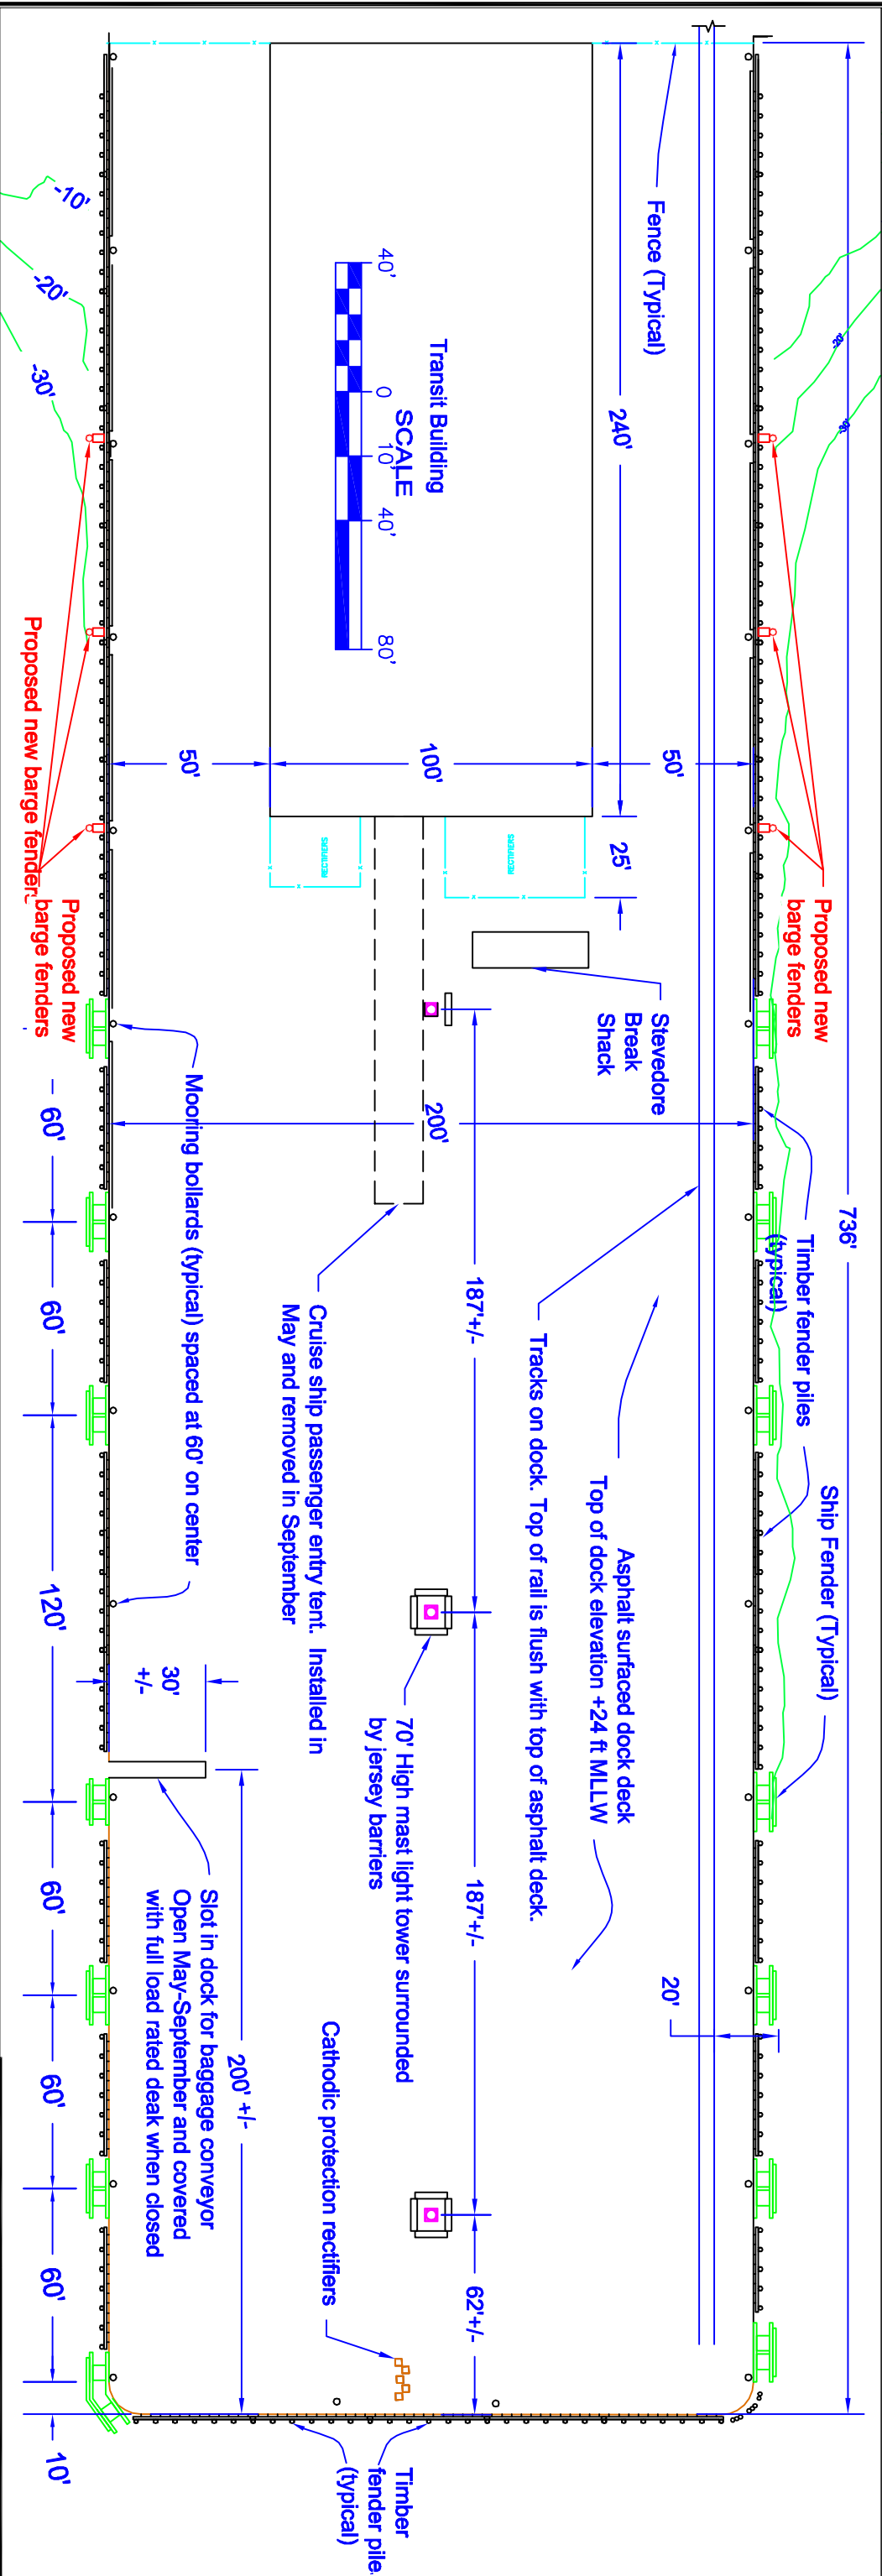 736'
Fence (Typical)
240'
-20'
-30'
Transit Building
SCALE
40'
0
10'
40'
80'
-10'
-20'
-30'
50'
100'
50'
25'
RECTIFIERS
RECTIFIERS
Proposed new
barge fenders
Proposed new barge fenders
Proposed new
barge fenders
Stevedore
Break
Shack
200'
187'+/-
Timber fender piles
(typical)
Ship Fender (Typical)
Asphalt surfaced dock deck
Top of dock elevation +24 ft MLLW
Tracks on dock. Top of rail is flush with top of asphalt deck.
Cruise ship passenger entry tent. Installed in
May and removed in September
Mooring bollards (typical) spaced at 60' on center
70' High mast light tower surrounded
by jersey barriers
187'+/-
20'
30'
+/-
200' +/-
Slot in dock for baggage conveyor
Open May-September and covered
with full load rated deak when closed
Cathodic protection rectifiers
62'+/-
Timber
fender pile
(typical)
60'
60'
120'
60'
60'
60'
10'